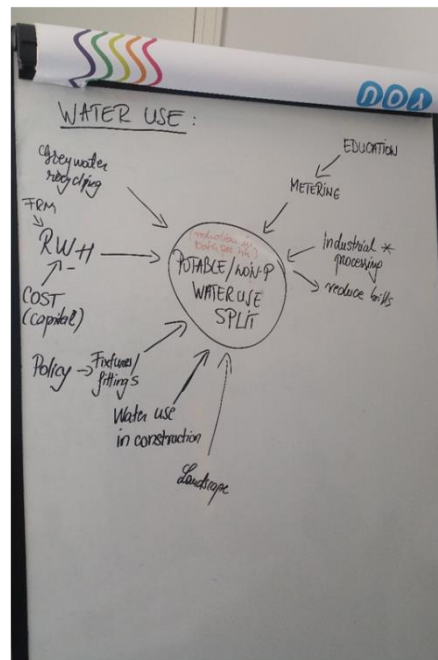 WATER USE :
Greywater
recycling
EDUCATION
METERING
FRM
RWH
COST
(capital)
POTABLE/NON-P
WATER USE
SPLIT
industrial *
processing
reduce bills
Policy → Fixtures/
fittings
Water use
in construction
Landscape